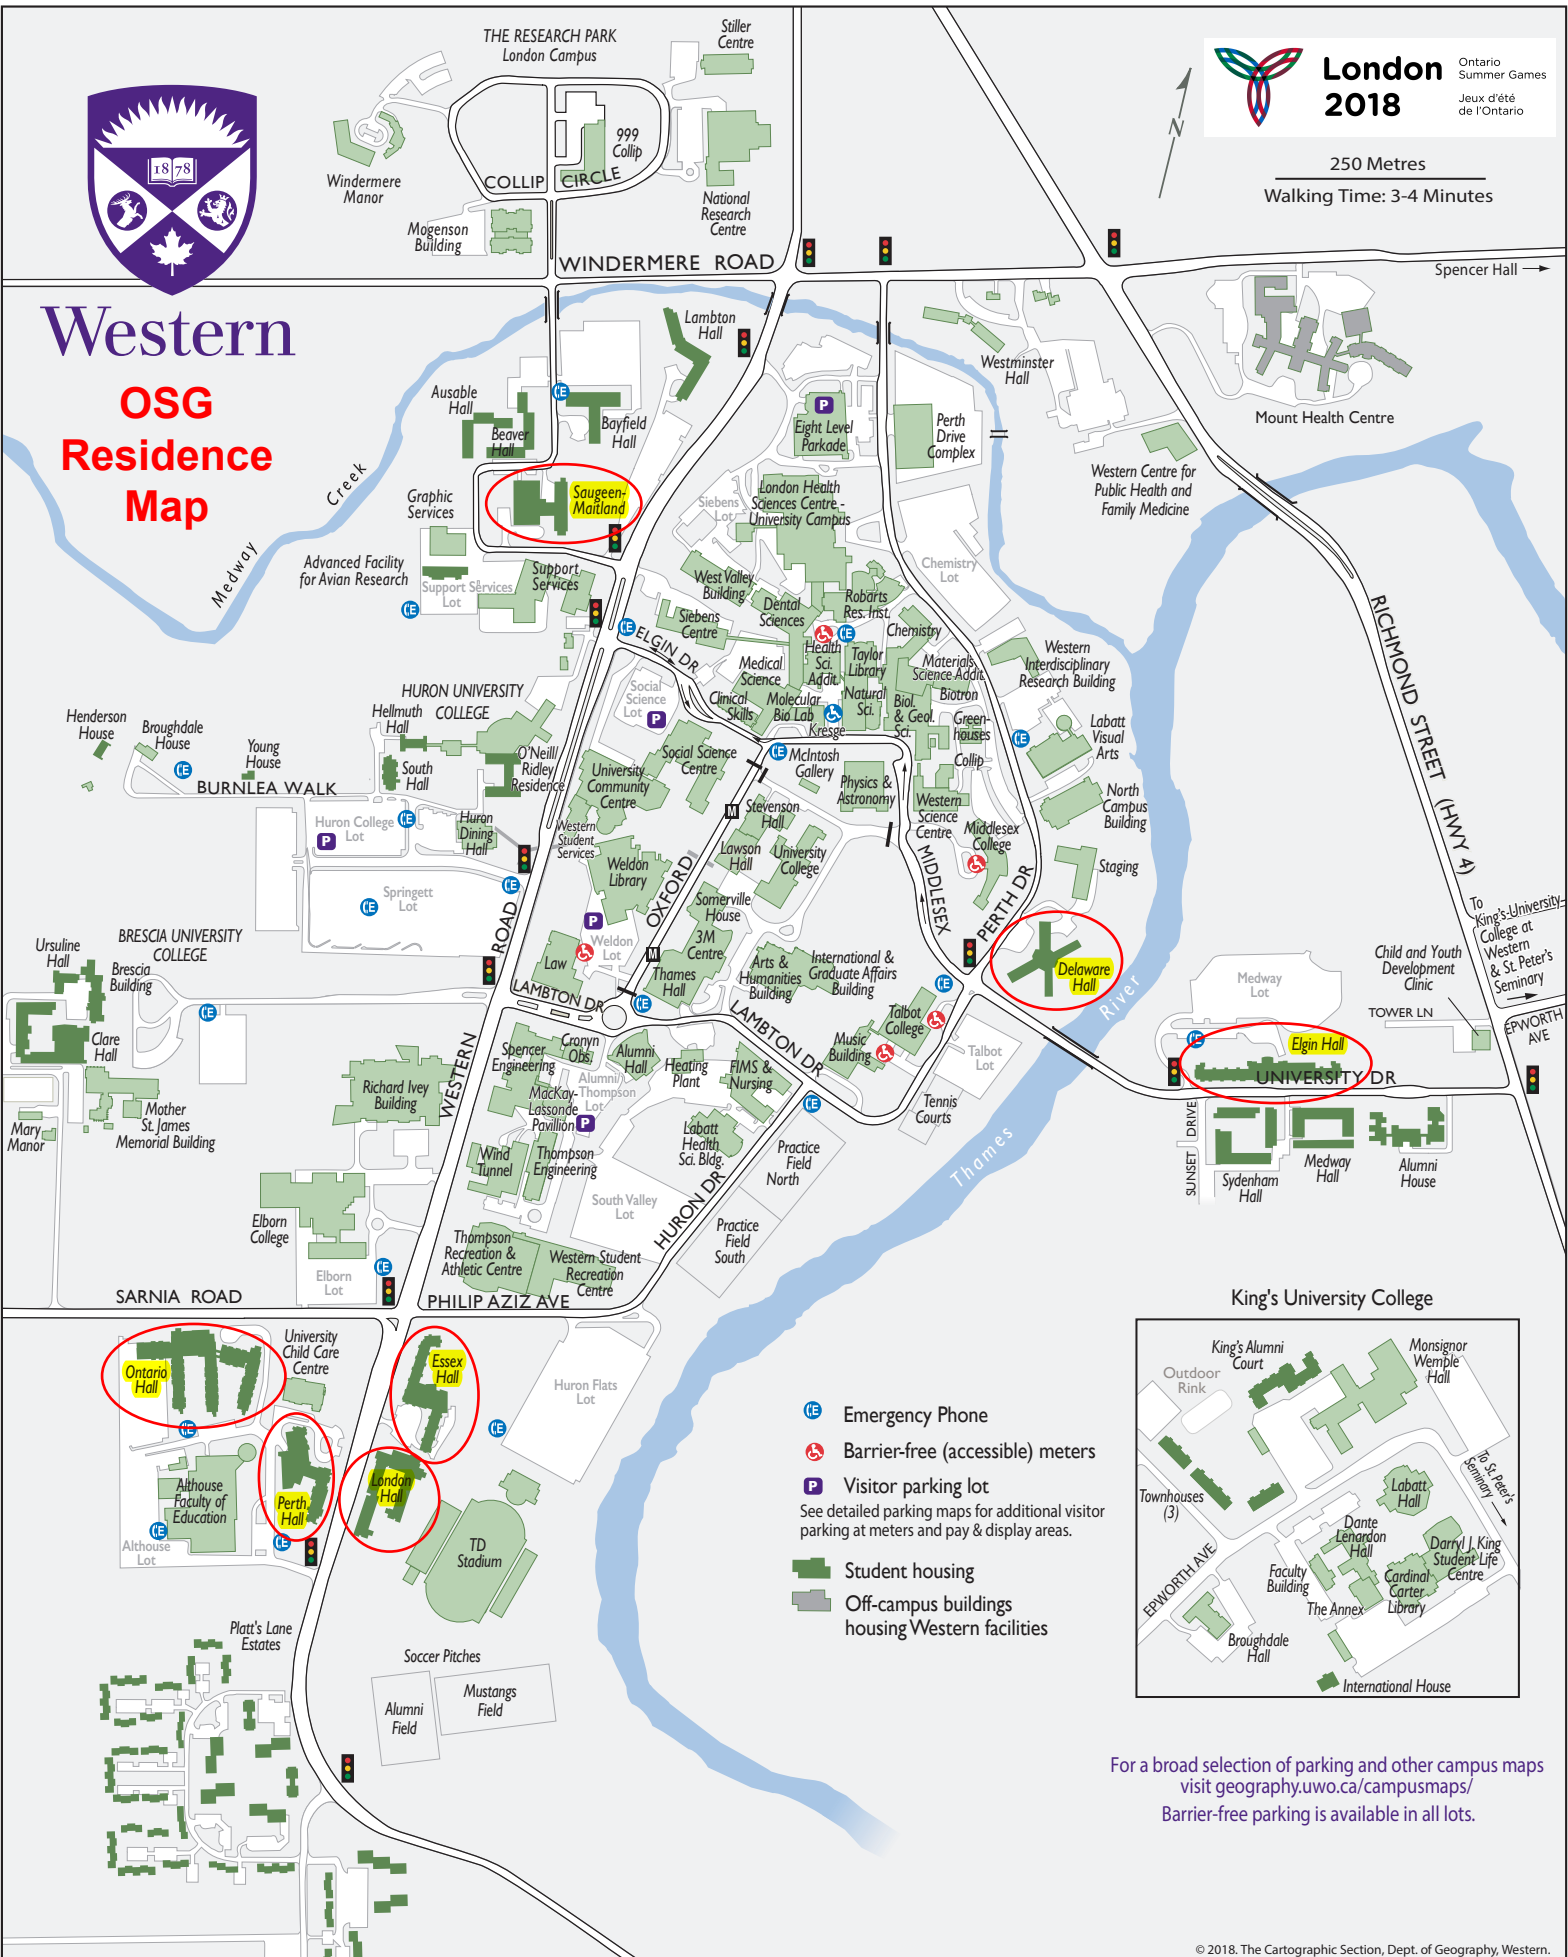 THE RESEARCH PARK
London Campus
Stiller
Centre
999
Collip
COLLIP CIRCLE
Windermere
Manor
Mogenson
Building
National
Research
Centre
WINDERMERE ROAD
N
London
2018
Ontario
Summer Games
Jeux d'été
de l'Ontario
250 Metres
Walking Time: 3-4 Minutes
Spencer Hall
1878
Western
OSG
Residence
Map
Medway Creek
Lambton
Hall
Ausable
Hall
Beaver
Hall
Bayfield
Hall
Saugeen-
Maitland
Graphic
Services
Advanced Facility
for Avian Research
Support Services
Lot
Support
Services
P
Eight Level
Parkade
Perth
Drive
Complex
Westminster
Hall
Mount Health Centre
Western Centre for
Public Health and
Family Medicine
Siebens
Lot
London Health
Sciences Centre -
University Campus
Chemistry
Lot
West Valley
Building
Dental
Sciences
Robarts
Res. Inst.
Siebens
Centre
Chemistry
ELGIN DR
Health
Sci.
Addit.
Taylor
Library
Medical
Science
Materials
Science Addit.
Biotron
Western
Interdisciplinary
Research Building
Clinical
Skills
Molecular
Bio Lab
Natural
Sci.
Biol.
& Geol.
Sci.
Green-
houses
Kresge
Collip
Labatt
Visual
Arts
RICHMOND STREET (HWY 4)
Social
Science
Lot
P
HURON UNIVERSITY
COLLEGE
Hellmuth
Hall
Henderson
House
Broughdale
House
Young
House
South
Hall
O'Neill/
Ridley
Residence
BURNLEA WALK
Huron College
Lot
P
Huron
Dining
Hall
Springett
Lot
University
Community
Centre
Social Science
Centre
McIntosh
Gallery
Physics &
Astronomy
Western
Science
Centre
Middlesex
College
North
Campus
Building
Staging
M
Stevenson
Hall
Lawson
Hall
University
College
Western
Student
Services
Weldon
Library
OXFORD
MIDDLESEX
PERTH DR
Somerville
House
3M
Centre
P
Weldon
Lot
M
Law
Thames
Hall
Arts &
Humanities
Building
International &
Graduate Affairs
Building
Delaware
Hall
Talbot
College
Music
Building
Talbot
Lot
Tennis
Courts
To
King's University
College at
Western
& St. Peter's
Seminary
Child and Youth
Development
Clinic
TOWER LN
EPWORTH
AVE
Medway
Lot
Elgin Hall
UNIVERSITY DR
SUNSET DRIVE
Sydenham
Hall
Medway
Hall
Alumni
House
Ursuline
Hall
BRESCIA UNIVERSITY
COLLEGE
Brescia
Building
Clare
Hall
Mother
St. James
Memorial Building
Mary
Manor
Richard Ivey
Building
WESTERN ROAD
LAMBTON DR
LAMBTON DR
Spencer
Engineering
Cronyn
Obs.
Alumni
Hall
Heating
Plant
FIMS &
Nursing
MacKay-
Lassonde
Pavillion
Alumni/
Thompson
Lot
P
Wind
Tunnel
Thompson
Engineering
Labatt
Health
Sci. Bldg.
South Valley
Lot
HURON DR
Practice
Field
North
Practice
Field
South
Thames River
Elborn
College
Elborn
Lot
Thompson
Recreation &
Athletic Centre
Western Student
Recreation
Centre
SARNIA ROAD
PHILIP AZIZ AVE
Ontario
Hall
University
Child Care
Centre
Essex
Hall
Huron Flats
Lot
Perth
Hall
London
Hall
Althouse
Faculty of
Education
Althouse
Lot
TD
Stadium
Platt's Lane
Estates
Soccer Pitches
Alumni
Field
Mustangs
Field
Emergency Phone
Barrier-free (accessible) meters
P Visitor parking lot
See detailed parking maps for additional visitor
parking at meters and pay & display areas.
Student housing
Off-campus buildings
housing Western facilities
King's University College
King's Alumni
Court
Monsignor
Wemple
Hall
Outdoor
Rink
Townhouses
(3)
To St. Peter's
Seminary
Labatt
Hall
Dante
Lenardon
Hall
Darryl J. King
Student Life
Centre
Faculty
Building
Cardinal
Carter
Library
The Annex
EPWORTH AVE
Broughdale
Hall
International House
For a broad selection of parking and other campus maps
visit geography.uwo.ca/campusmaps/
Barrier-free parking is available in all lots.
© 2018. The Cartographic Section, Dept. of Geography, Western.